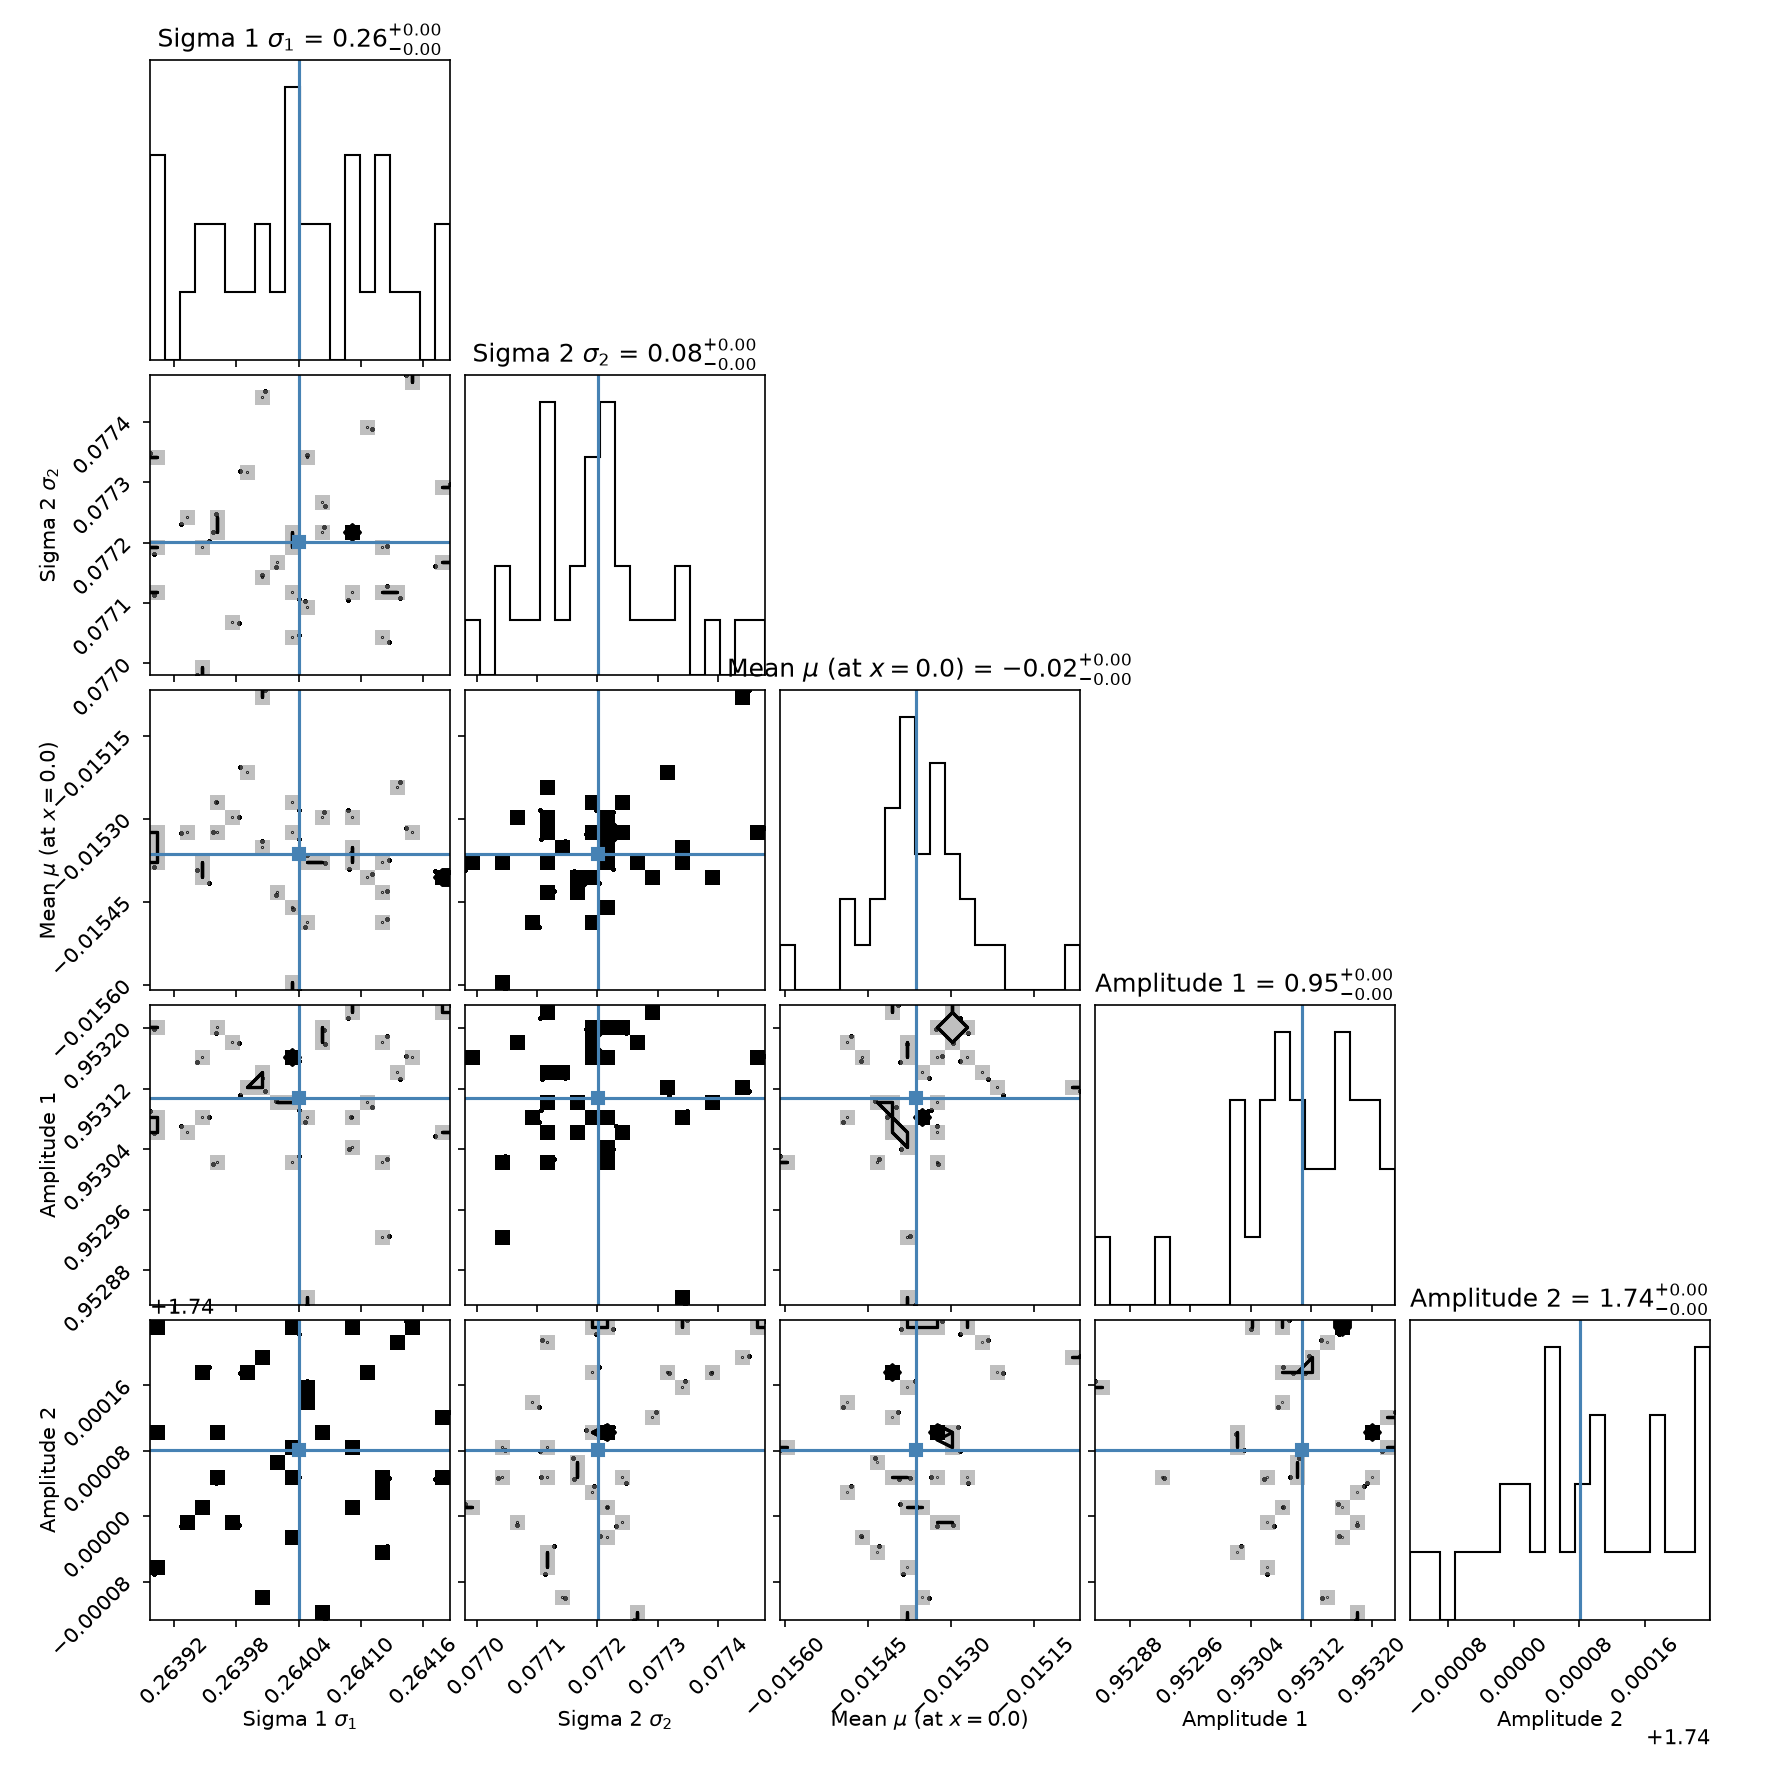 Sigma 1 σ₁ = 0.26 +0.00 −0.00
Sigma 2 σ₂ = 0.08 +0.00 −0.00
0.0774
0.0773
0.0772
0.0771
0.0770
Sigma 2 σ₂
Mean μ (at x = 0.0) = −0.02 +0.00 −0.00
−0.01515
−0.01530
−0.01545
−0.01560
Mean μ (at x = 0.0)
Amplitude 1 = 0.95 +0.00 −0.00
0.95320
0.95312
0.95304
0.95296
0.95288
Amplitude 1
+1.74
Amplitude 2 = 1.74 +0.00 −0.00
0.00016
0.00008
0.00000
−0.00008
Amplitude 2
0.26392 0.26398 0.26404 0.26410 0.26416
0.0770 0.0771 0.0772 0.0773 0.0774
−0.01560 −0.01545 −0.01530 −0.01515
0.95288 0.95296 0.95304 0.95312 0.95320
−0.00008 0.00000 0.00008 0.00016
Sigma 1 σ₁
Sigma 2 σ₂
Mean μ (at x = 0.0)
Amplitude 1
Amplitude 2
+1.74